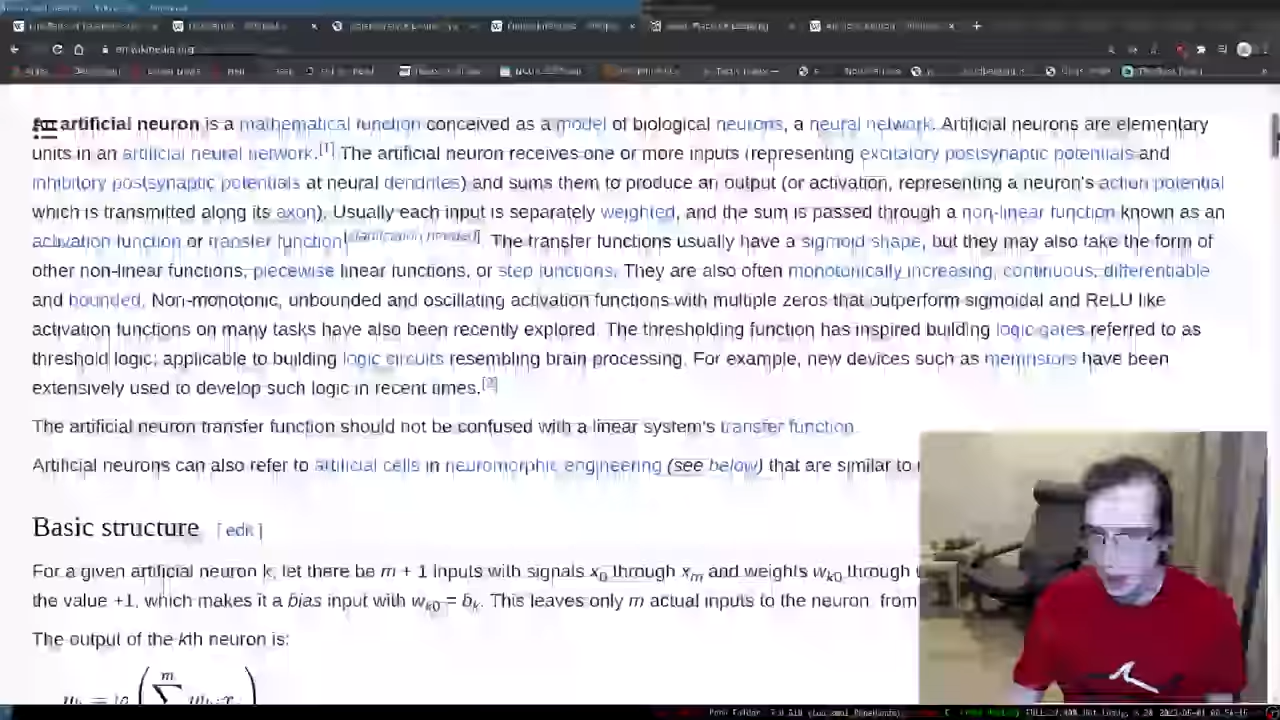 en.wikipedia.org
An artificial neuron is a mathematical function conceived as a model of biological neurons, a neural network. Artificial neurons are elementary
units in an artificial neural network.[1] The artificial neuron receives one or more inputs (representing excitatory postsynaptic potentials and
inhibitory postsynaptic potentials at neural dendrites) and sums them to produce an output (or activation, representing a neuron's action potential
which is transmitted along its axon). Usually each input is separately weighted, and the sum is passed through a non-linear function known as an
activation function or transfer function[clarification needed]. The transfer functions usually have a sigmoid shape, but they may also take the form of
other non-linear functions, piecewise linear functions, or step functions. They are also often monotonically increasing, continuous, differentiable
and bounded. Non-monotonic, unbounded and oscillating activation functions with multiple zeros that outperform sigmoidal and ReLU like
activation functions on many tasks have also been recently explored. The thresholding function has inspired building logic gates referred to as
threshold logic; applicable to building logic circuits resembling brain processing. For example, new devices such as memristors have been
extensively used to develop such logic in recent times.[2]
The artificial neuron transfer function should not be confused with a linear system's transfer function.
Artificial neurons can also refer to artificial cells in neuromorphic engineering (see below) that are similar to
Basic structure [ edit ]
For a given artificial neuron k, let there be m + 1 inputs with signals x0 through xm and weights wk0 through
the value +1, which makes it a bias input with wk0 = bk. This leaves only m actual inputs to the neuron: from
The output of the kth neuron is:
m